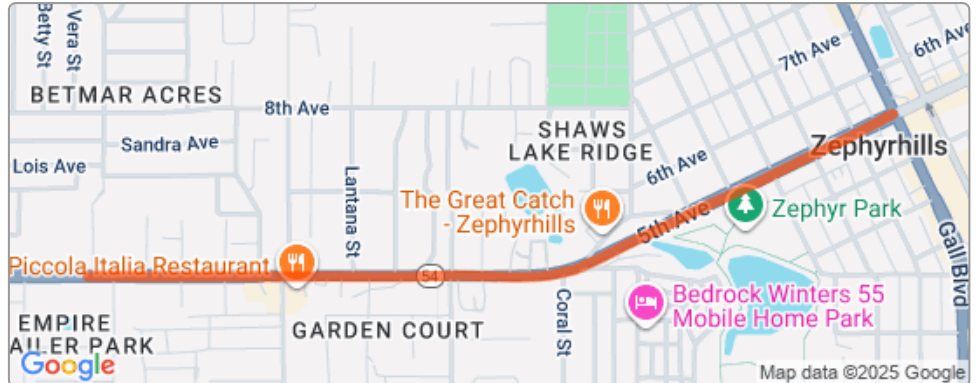 Betty St
Vera St
7th Ave
6th Ave
BETMAR ACRES
8th Ave
Sandra Ave
SHAWS
LAKE RIDGE
Zephyrhills
Lois Ave
Lantana St
6th Ave
The Great Catch
- Zephyrhills
5th Ave
Zephyr Park
Gall Blvd
Piccola Italia Restaurant
54
Coral St
Bedrock Winters 55
Mobile Home Park
EMPIRE
AILER PARK
GARDEN COURT
Google
Map data ©2025 Google